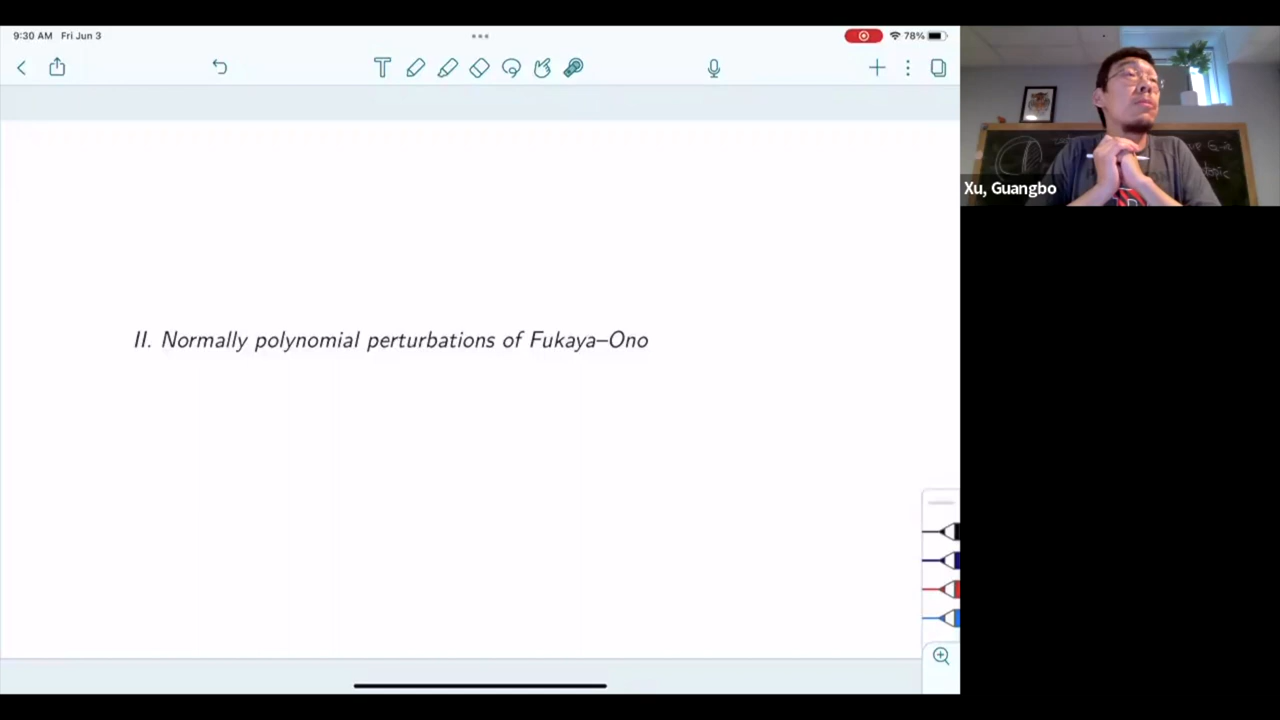 9:30 AM Fri Jun 3
78%
II. Normally polynomial perturbations of Fukaya–Ono
Xu, Guangbo